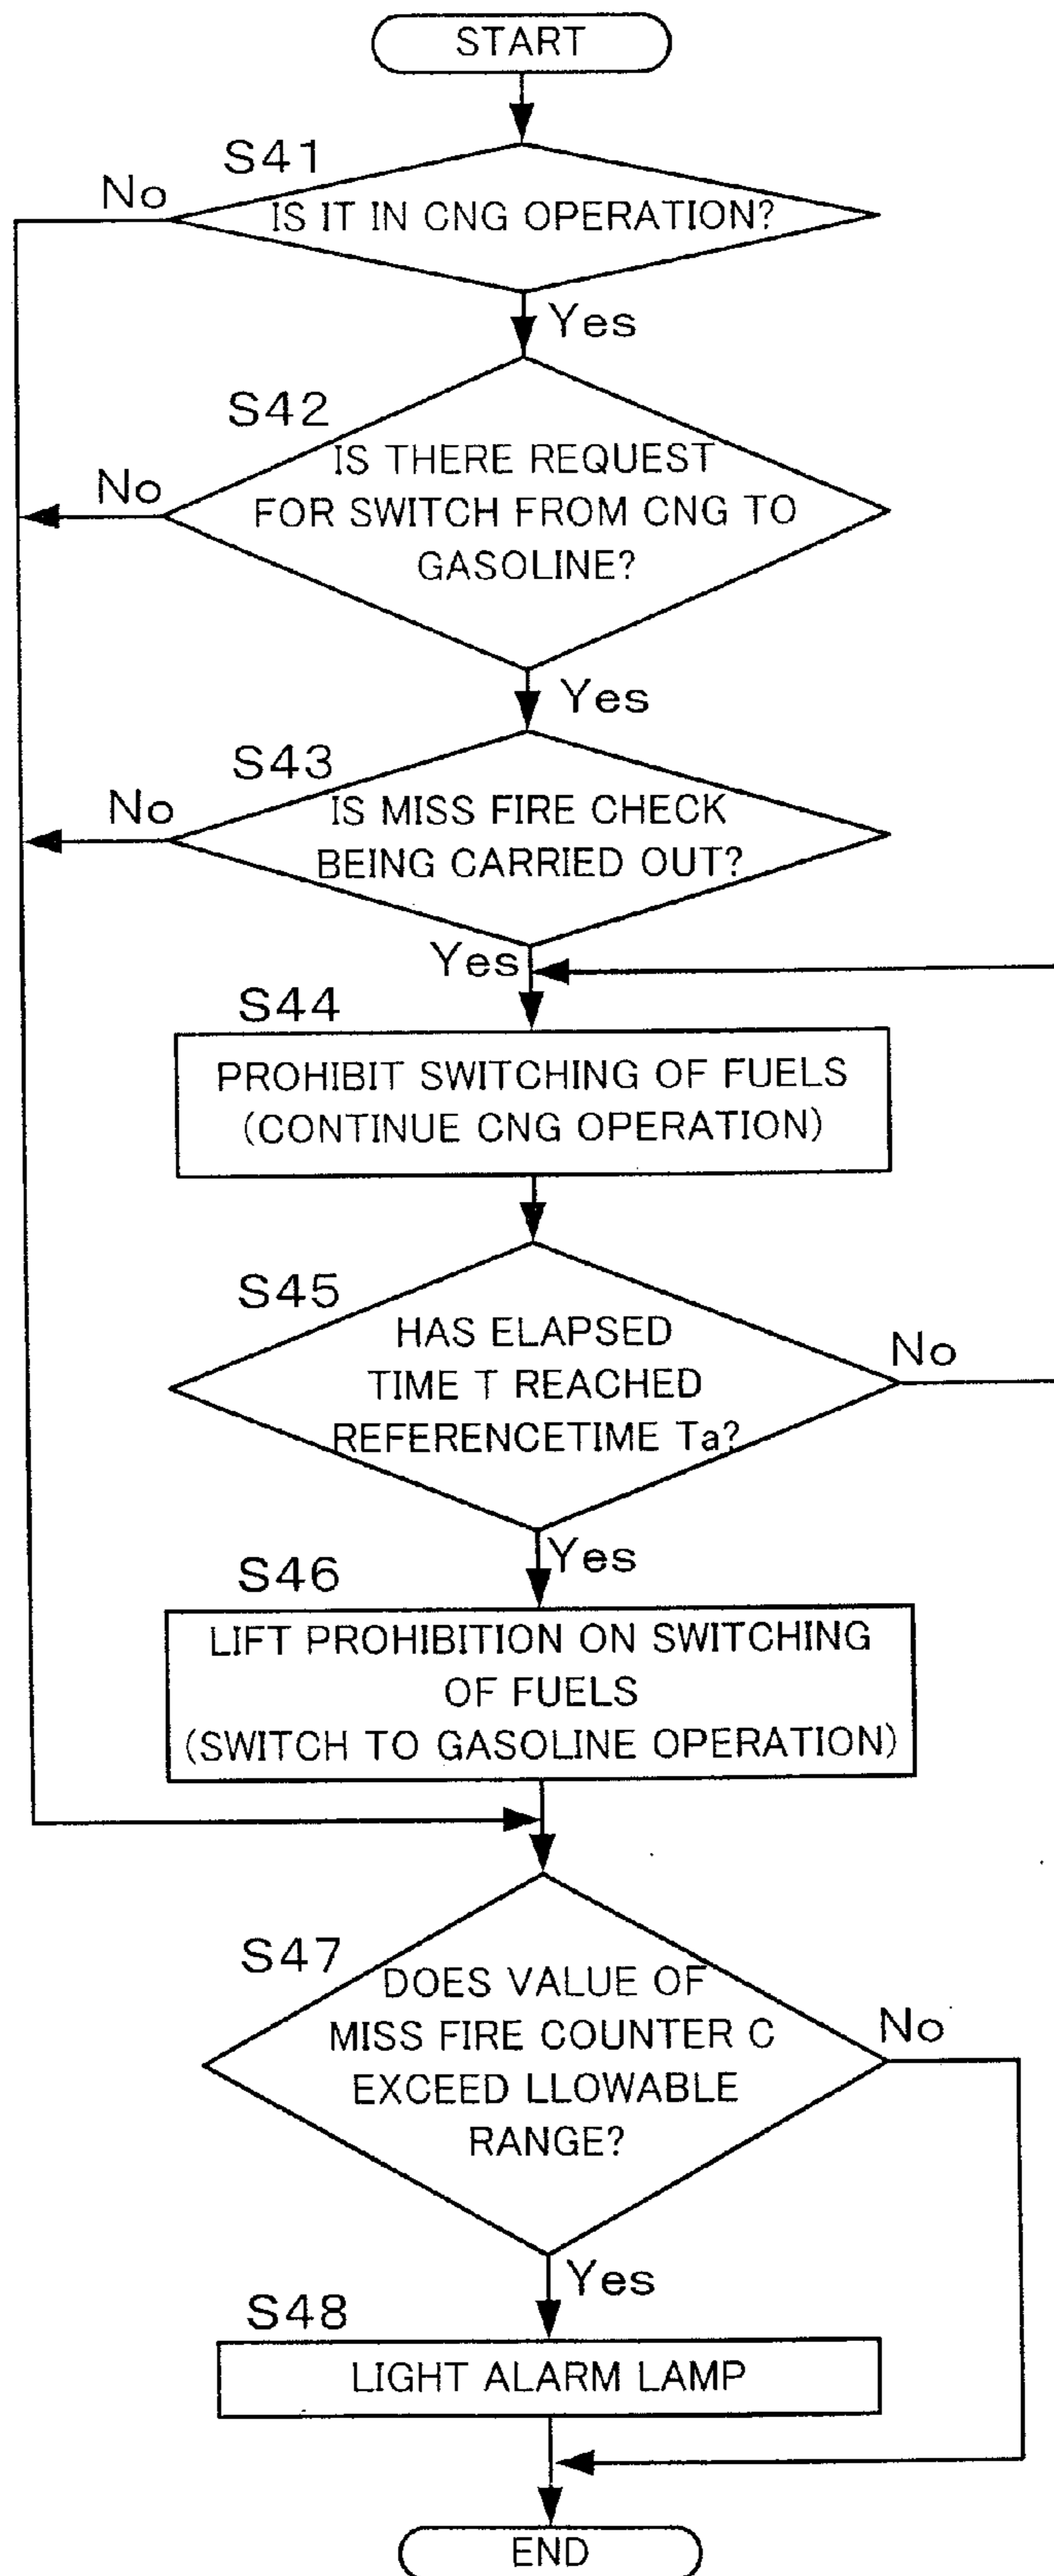 START
S41
No
IS IT IN CNG OPERATION?
Yes
S42
IS THERE REQUEST
No
FOR SWITCH FROM CNG TO
GASOLINE?
Yes
S43
No
IS MISS FIRE CHECK
BEING CARRIED OUT?
Yes
S44
PROHIBIT SWITCHING OF FUELS
(CONTINUE CNG OPERATION)
S45
HAS ELAPSED
No
TIME T REACHED
REFERENCETIME Ta?
Yes
S46
LIFT PROHIBITION ON SWITCHING
OF FUELS
(SWITCH TO GASOLINE OPERATION)
S47
DOES VALUE OF
No
MISS FIRE COUNTER C
EXCEED LLOWABLE
RANGE?
Yes
S48
LIGHT ALARM LAMP
END